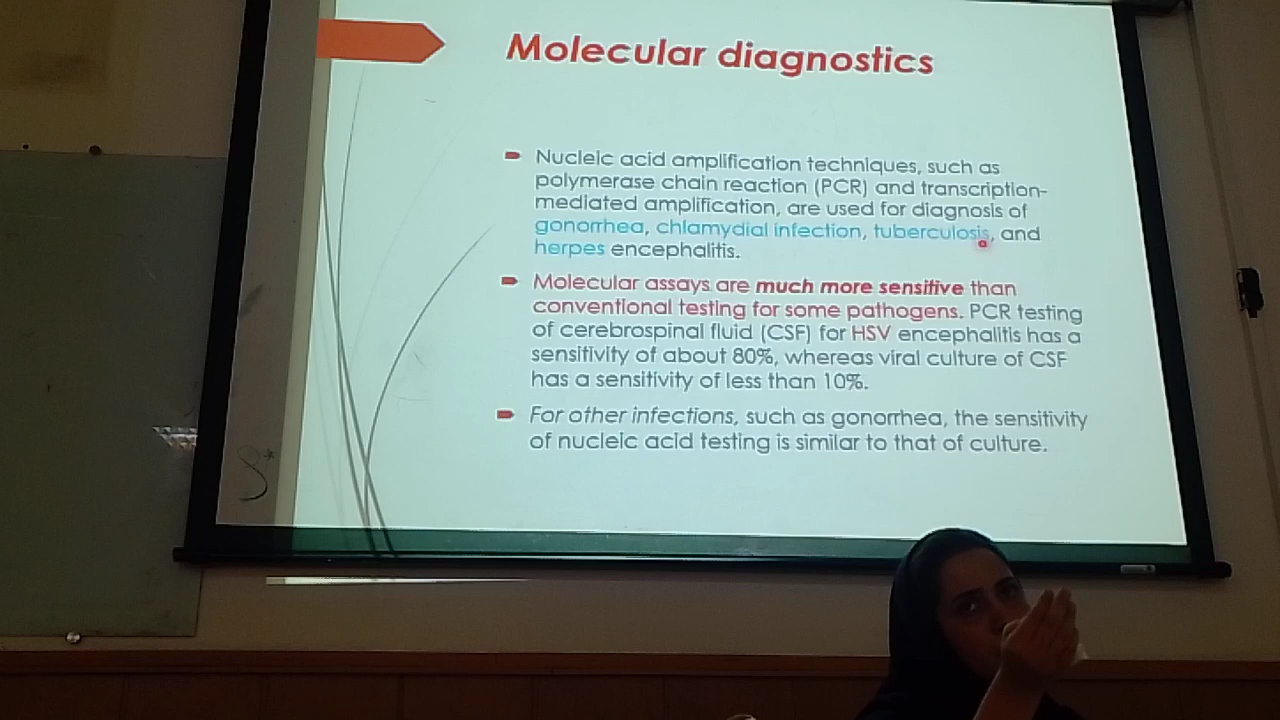 Molecular diagnostics
Nucleic acid amplification techniques, such as
polymerase chain reaction (PCR) and transcription-
mediated amplification, are used for diagnosis of
gonorrhea, chlamydial infection, tuberculosis, and
herpes encephalitis.
Molecular assays are much more sensitive than
conventional testing for some pathogens. PCR testing
of cerebrospinal fluid (CSF) for HSV encephalitis has a
sensitivity of about 80%, whereas viral culture of CSF
has a sensitivity of less than 10%.
For other infections, such as gonorrhea, the sensitivity
of nucleic acid testing is similar to that of culture.